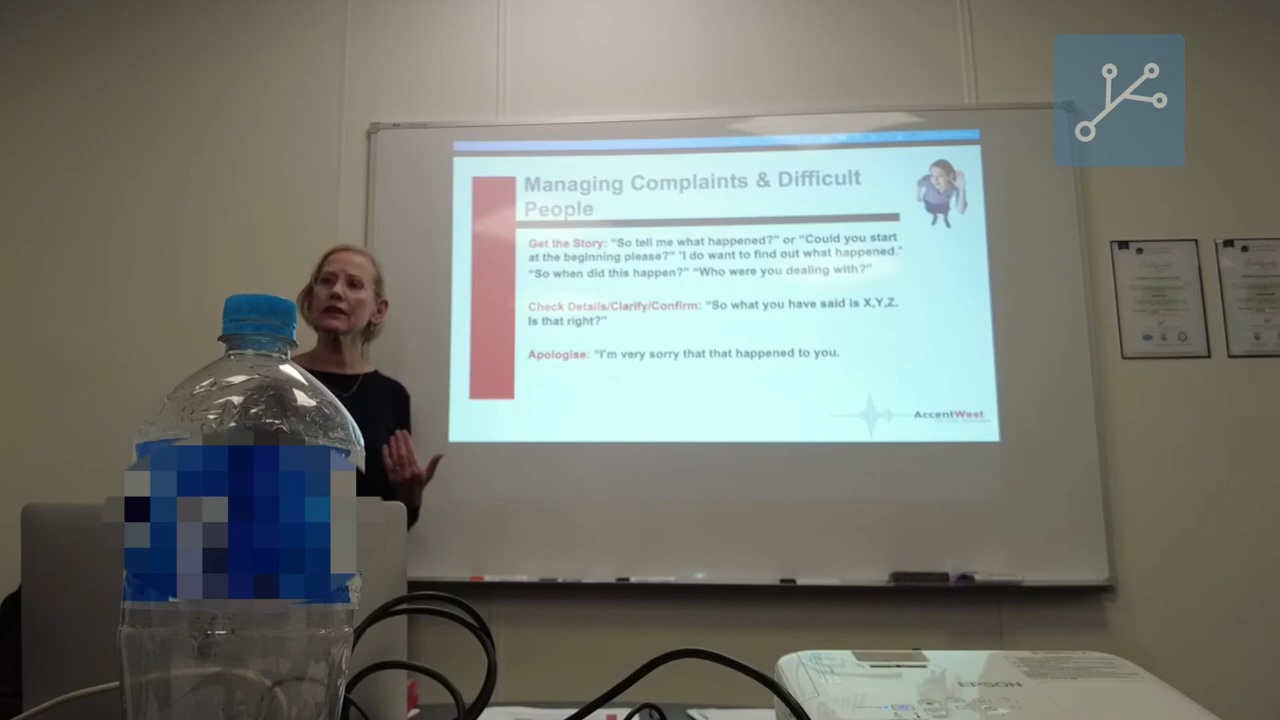 Managing Complaints & Difficult
People
Get the Story: “So tell me what happened?” or “Could you start
at the beginning please?” “I do want to find out what happened.”
“So when did this happen?” “Who were you dealing with?”
Check Details/Clarify/Confirm: “So what you have said is X,Y,Z.
Is that right?”
Apologise: “I'm very sorry that that happened to you.
AccentWest
EPSON